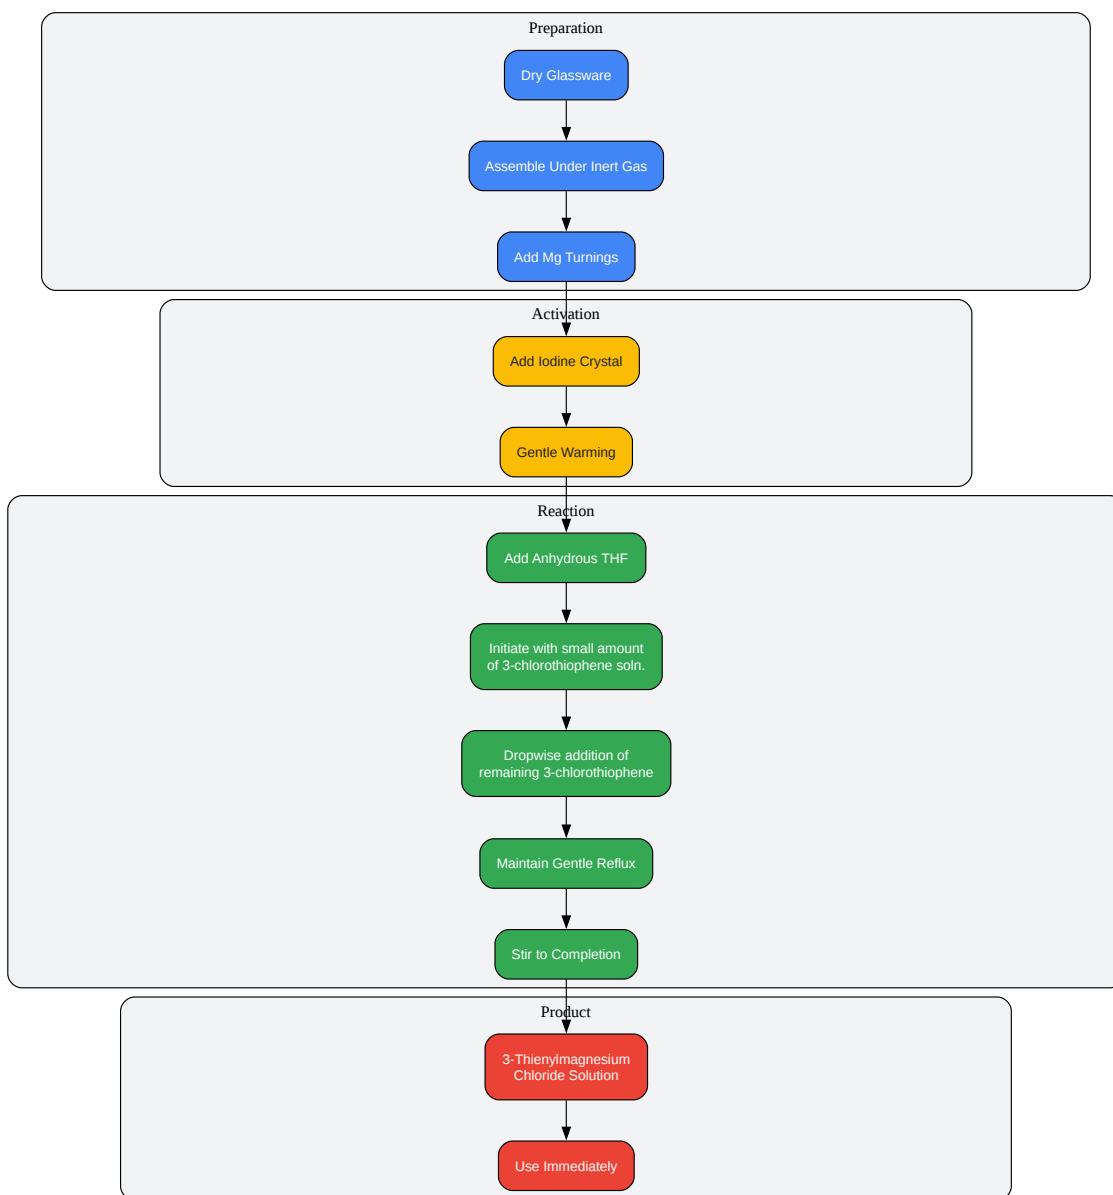 Preparation
Dry Glassware
Assemble Under Inert Gas
Add Mg Turnings
Activation
Add Iodine Crystal
Gentle Warming
Reaction
Add Anhydrous THF
Initiate with small amount
of 3-chlorothiophene soln.
Dropwise addition of
remaining 3-chlorothiophene
Maintain Gentle Reflux
Stir to Completion
Product
3-Thienylmagnesium
Chloride Solution
Use Immediately